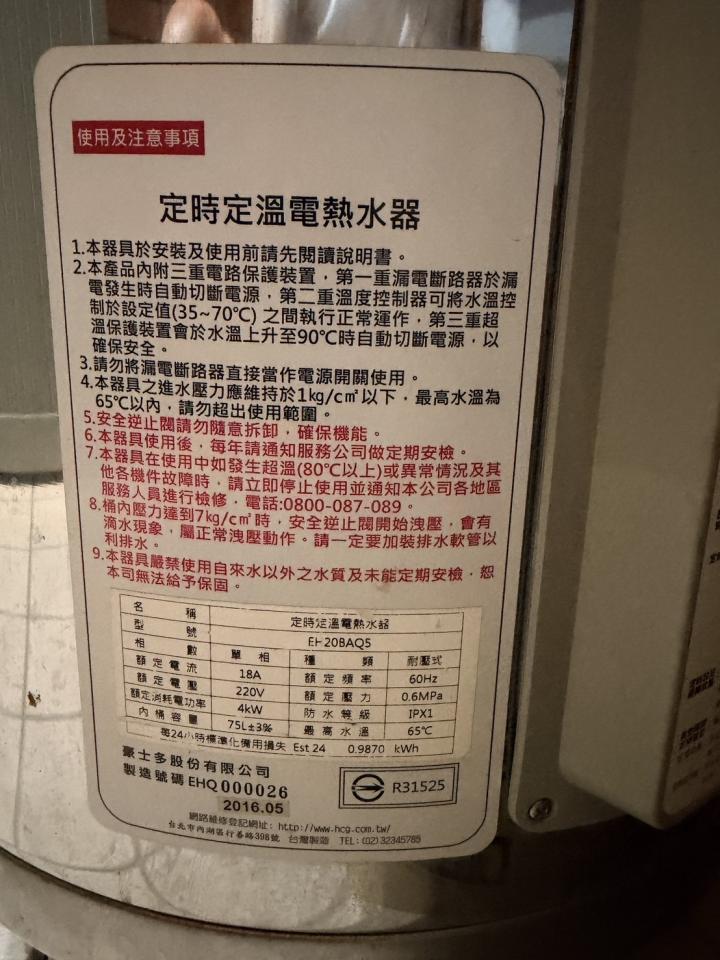 使用及注意事項
定時定溫電熱水器
1.本器具於安裝及使用前請先閱讀說明書。
2.本產品內附三重電路保護裝置，第一重漏電斷路器於漏
電發生時自動切斷電源，第二重溫度控制器可將水溫控
制於設定值(35~70℃) 之間執行正常運作，第三重超
溫保護裝置會於水溫上升至90℃時自動切斷電源，以
確保安全。
3.請勿將漏電斷路器直接當作電源開關使用。
4.本器具之進水壓力應維持於1kg/c㎡以下，最高水溫為
65℃以內，請勿超出使用範圍。
5.安全逆止閥請勿隨意拆卸，確保機能。
6.本器具使用後，每年請通知服務公司做定期安檢。
7.本器具在使用中如發生超溫(80℃以上)或異常情況及其
他各機件故障時，請立即停止使用並通知本公司各地區
服務人員進行檢修，電話:0800-087-089。
8.桶內壓力達到7kg/c㎡時，安全逆止閥開始洩壓，會有
滴水現象，屬正常洩壓動作。請一定要加裝排水軟管以
利排水。
9.本器具嚴禁使用自來水以外之水質及未能定期安檢，恕
本司無法給予保固。
名稱 定時定溫電熱水器
型號 EH20BAQ5
相數 單相 種類 耐壓式
額定電流 18A 額定頻率 60Hz
額定電壓 220V 額定壓力 0.6MPa
額定消耗電功率 4kW 防水等級 IPX1
內桶容量 75L±3% 最高水溫 65℃
每24小時標準化備用損失 Est 24 0.9870 kWh
豪士多股份有限公司
製造號碼 EHQ 000026
2016.05
R31525
網路維修登記網址: http://www.hcg.com.tw/
台北市內湖區行善路398號 台灣製造 TEL: (02) 32345785